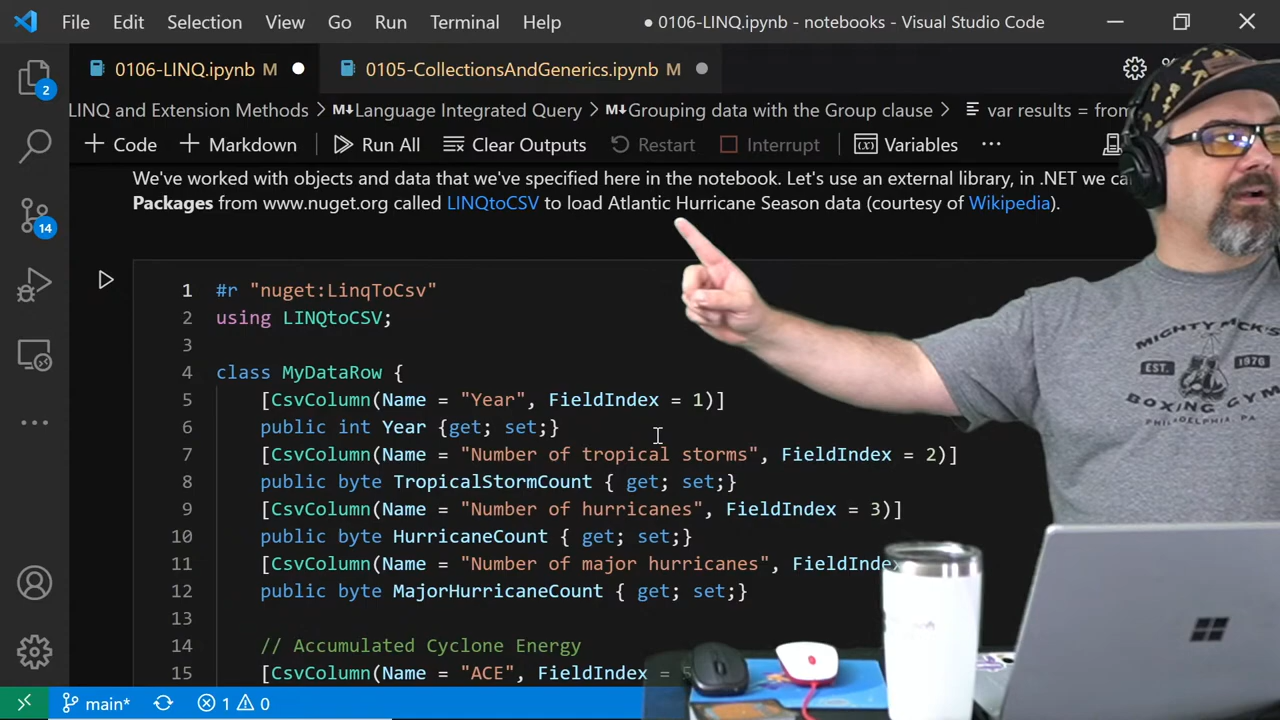 File Edit Selection View Go Run Terminal Help ● 0106-LINQ.ipynb - notebooks - Visual Studio Code
0106-LINQ.ipynb M 0105-CollectionsAndGenerics.ipynb M
LINQ and Extension Methods > Language Integrated Query > Grouping data with the Group clause > var results = from
+ Code + Markdown Run All Clear Outputs Restart Interrupt Variables ...
We've worked with objects and data that we've specified here in the notebook. Let's use an external library, in .NET we ca
Packages from www.nuget.org called LINQtoCSV to load Atlantic Hurricane Season data (courtesy of Wikipedia).
1 #r "nuget:LinqToCsv"
2 using LINQtoCSV;
3
4 class MyDataRow {
5 [CsvColumn(Name = "Year", FieldIndex = 1)]
6 public int Year {get; set;}
7 [CsvColumn(Name = "Number of tropical storms", FieldIndex = 2)]
8 public byte TropicalStormCount { get; set;}
9 [CsvColumn(Name = "Number of hurricanes", FieldIndex = 3)]
10 public byte HurricaneCount { get; set;}
11 [CsvColumn(Name = "Number of major hurricanes", FieldIndex
12 public byte MajorHurricaneCount { get; set;}
13
14 // Accumulated Cyclone Energy
15 [CsvColumn(Name = "ACE", FieldIndex = 5
2
14
main* 1 0
MIGHTY MICK'S
EST. 1976
BOXING GYM
PHILADELPHIA, PA.